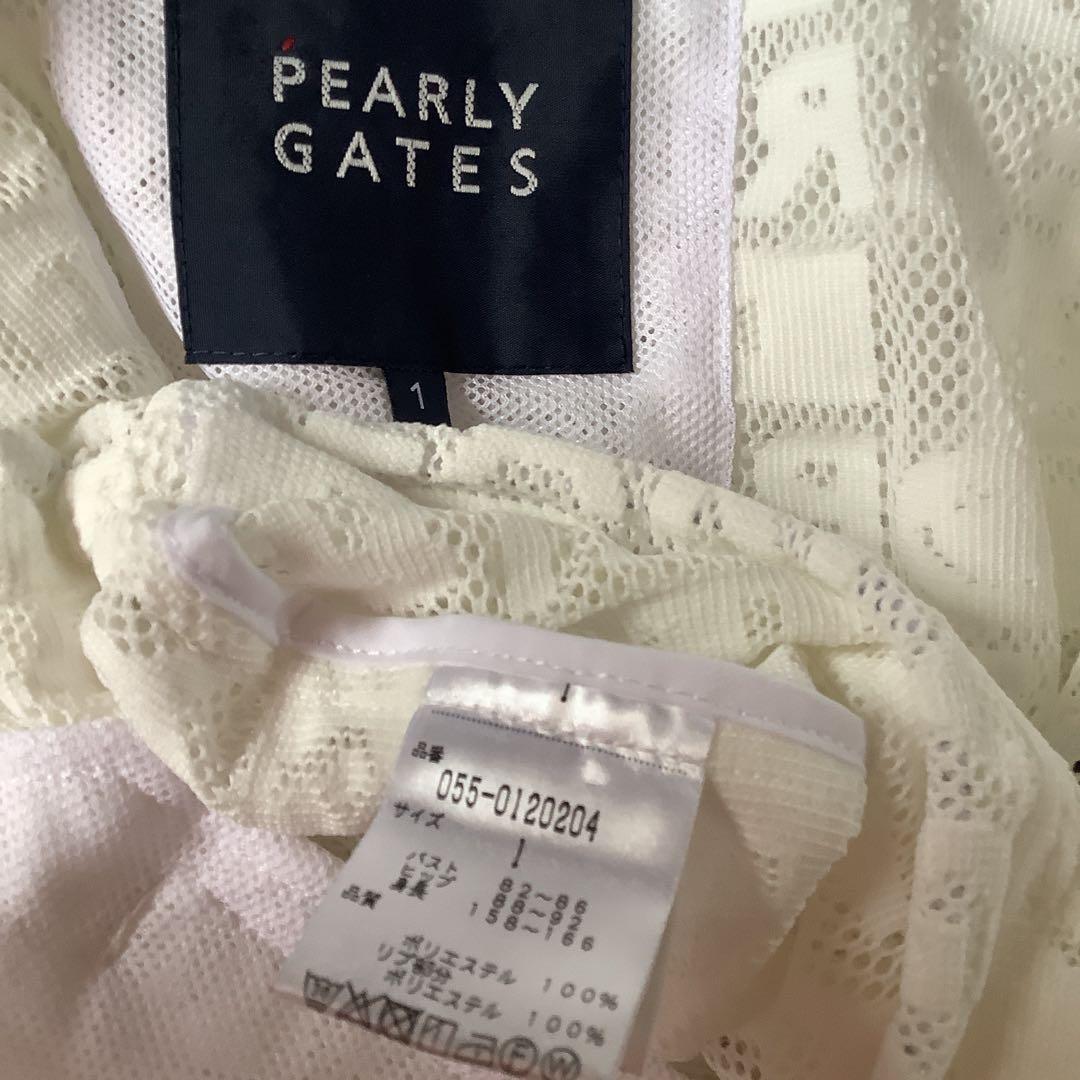 PEARLY
GATES
1
1
品番
055-0120204
サイズ
1
バスト 82~86
ヒップ 88~92
身長 158~166
品質
ポリエステル 100%
リブ部分
ポリエステル 100%
F W